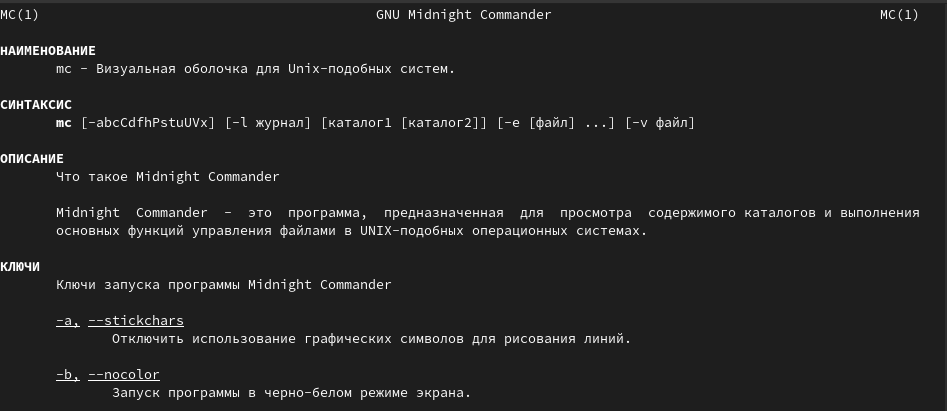 MC(1) GNU Midnight Commander MC(1)
НАИМЕНОВАНИЕ
mc - Визуальная оболочка для Unix-подобных систем.
СИНТАКСИС
mc [-abcCdfhPstuUVx] [-l журнал] [каталог1 [каталог2]] [-e [файл] ...] [-v файл]
ОПИСАНИЕ
Что такое Midnight Commander
Midnight Commander - это программа, предназначенная для просмотра содержимого каталогов и выполнения
основных функций управления файлами в UNIX-подобных операционных системах.
КЛЮЧИ
Ключи запуска программы Midnight Commander
-a, --stickchars
Отключить использование графических символов для рисования линий.
-b, --nocolor
Запуск программы в черно-белом режиме экрана.